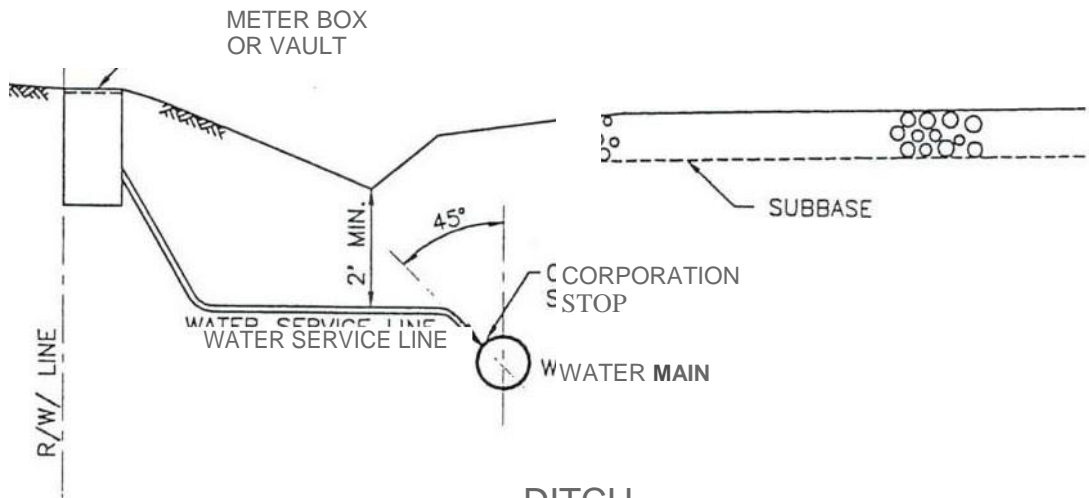 METER BOX
OR VAULT
SUBBASE
45°
2' MIN.
CORPORATION
STOP
WATER SERVICE LINE
WATER SERVICE LINE
WATER MAIN
R/W/ LINE